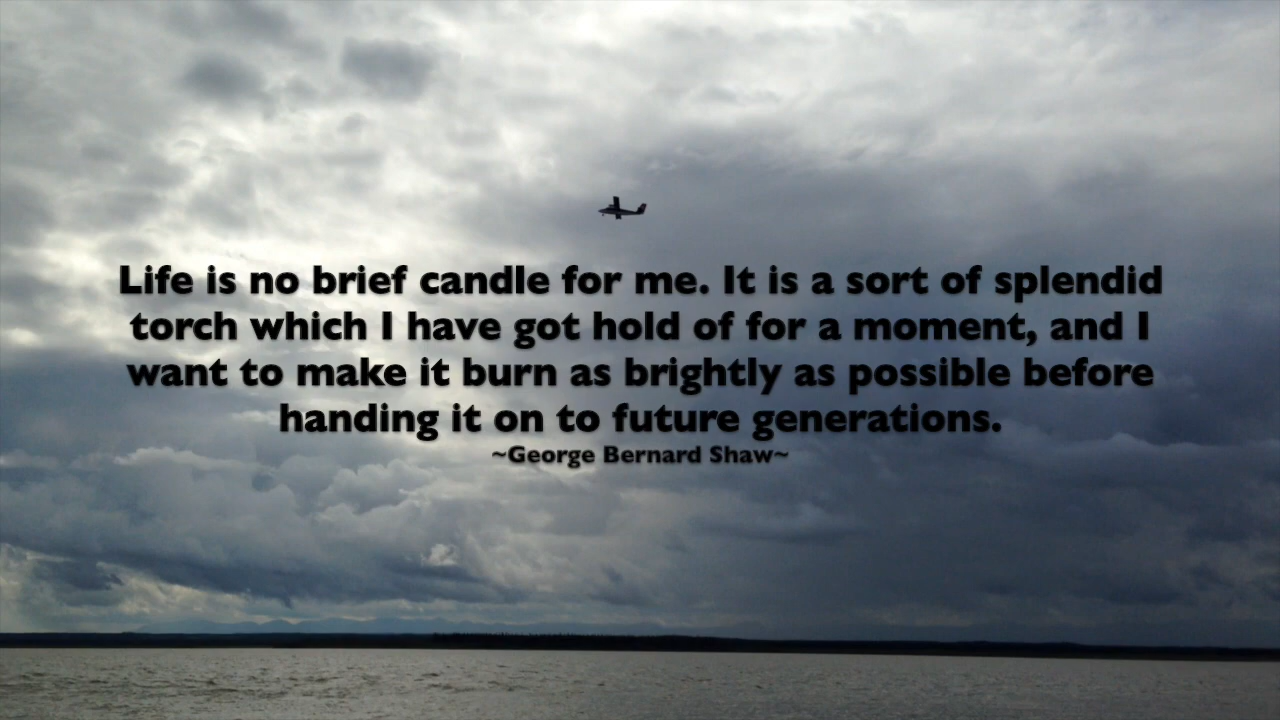 Life is no brief candle for me. It is a sort of splendid
torch which I have got hold of for a moment, and I
want to make it burn as brightly as possible before
handing it on to future generations.
~George Bernard Shaw~